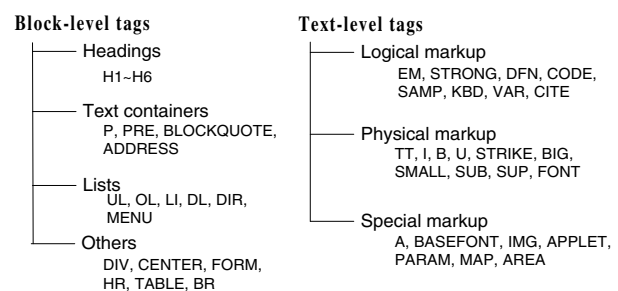 Block-level tags
Headings
H1~H6
Text containers
P, PRE, BLOCKQUOTE,
ADDRESS
Lists
UL, OL, LI, DL, DIR,
MENU
Others
DIV, CENTER, FORM,
HR, TABLE, BR
Text-level tags
Logical markup
EM, STRONG, DFN, CODE,
SAMP, KBD, VAR, CITE
Physical markup
TT, I, B, U, STRIKE, BIG,
SMALL, SUB, SUP, FONT
Special markup
A, BASEFONT, IMG, APPLET,
PARAM, MAP, AREA